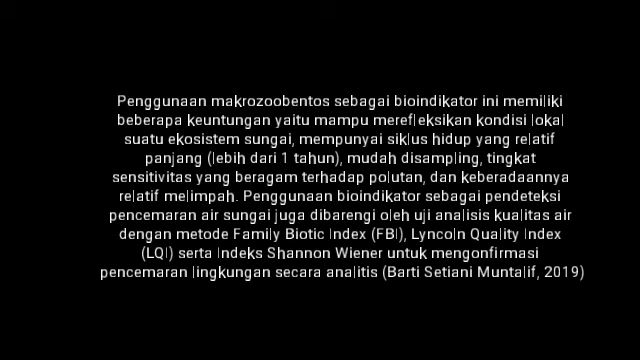 Penggunaan makrozoobentos sebagai bioindikator ini memiliki
beberapa keuntungan yaitu mampu merefleksikan kondisi lokal
suatu ekosistem sungai, mempunyai siklus hidup yang relatif
panjang (lebih dari 1 tahun), mudah disampling, tingkat
sensitivitas yang beragam terhadap polutan, dan keberadaannya
relatif melimpah. Penggunaan bioindikator sebagai pendeteksi
pencemaran air sungai juga dibarengi oleh uji analisis kualitas air
dengan metode Family Biotic Index (FBI), Lyncoln Quality Index
(LQI) serta Indeks Shannon Wiener untuk mengonfirmasi
pencemaran lingkungan secara analitis (Barti Setiani Muntalif, 2019)